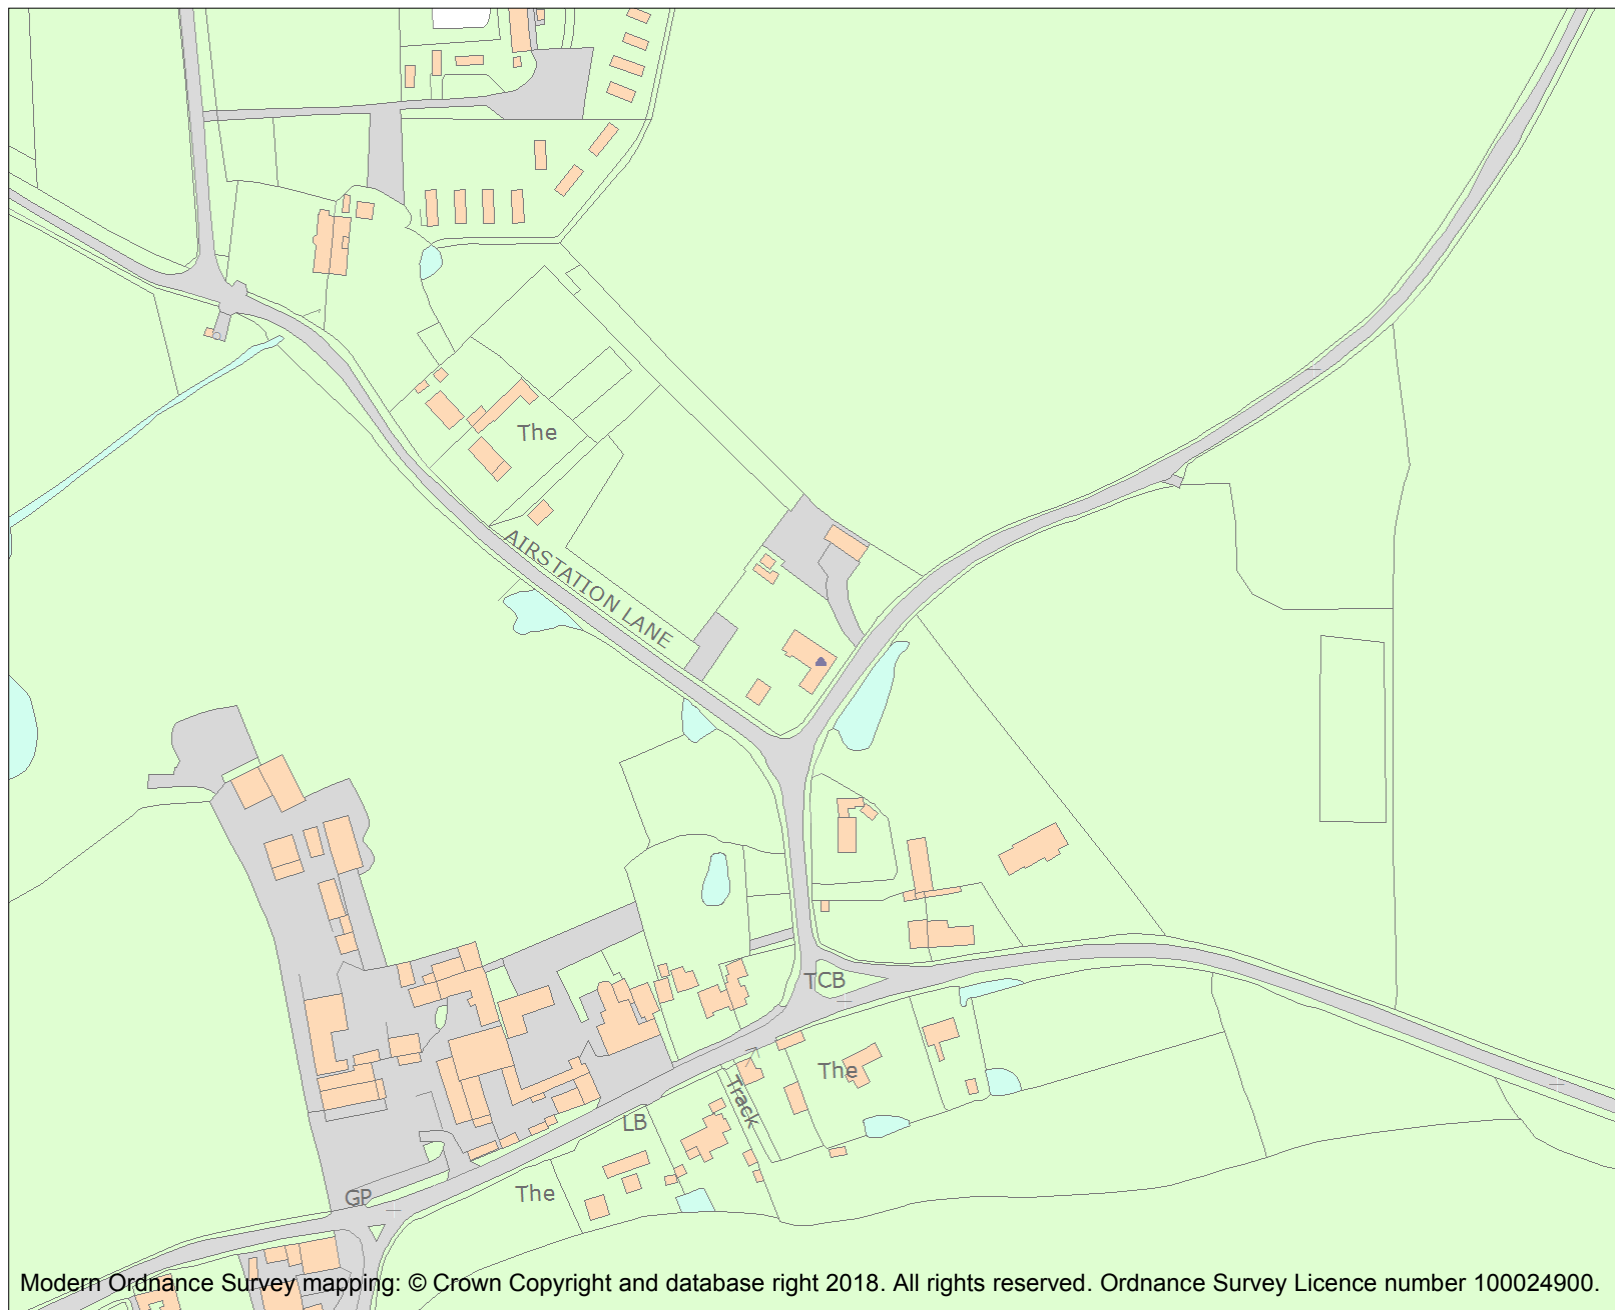 The
AIRSTATION LANE
TCB
The
Track
LB
The
GP
Modern Ordnance Survey mapping: © Crown Copyright and database right 2018. All rights reserved. Ordnance Survey Licence number 100024900.